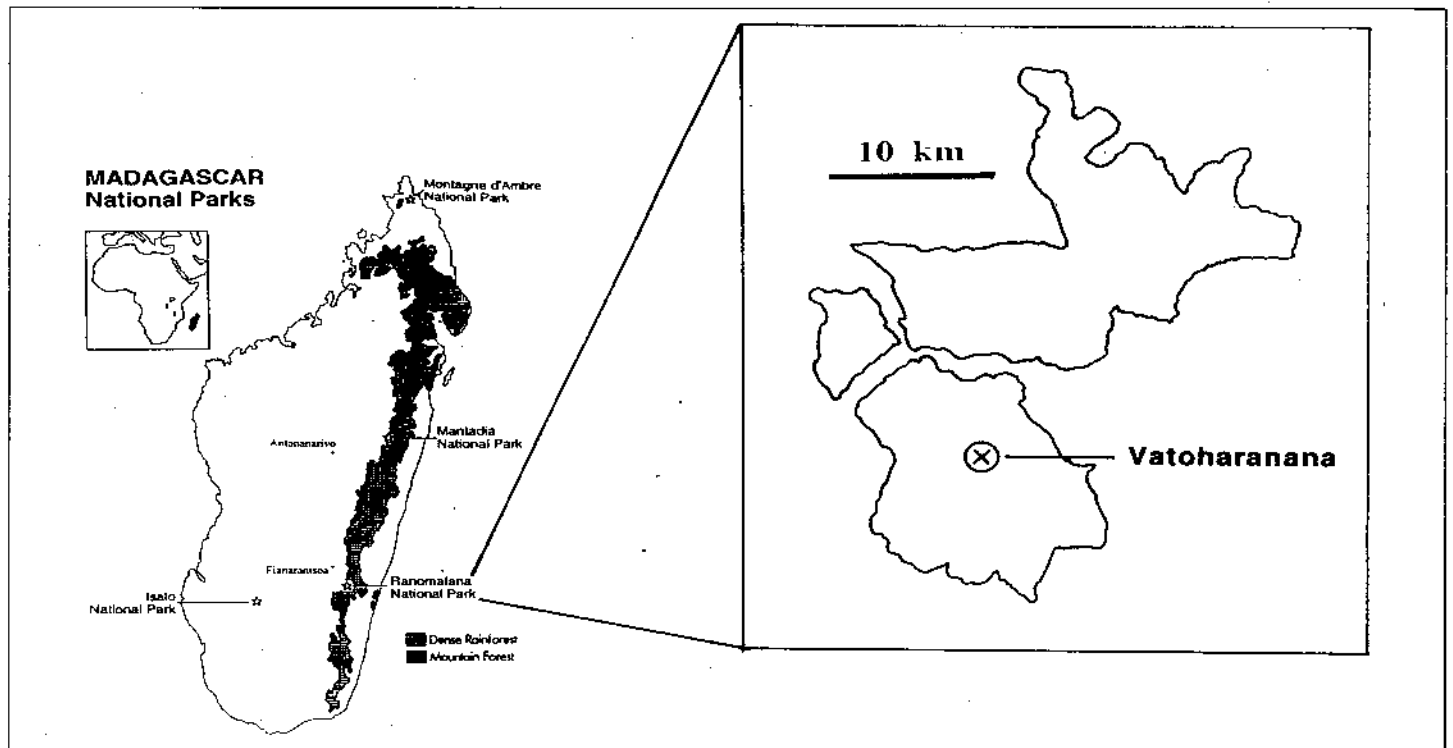 MADAGASCAR
National Parks
Montagne d'Ambre
National Park
Antananarivo
Mantadia
National Park
Fianarantsoa
Ranomafana
National Park
Isalo
National Park
Dense Rainforest
Mountain Forest
10 km
Vatoharanana